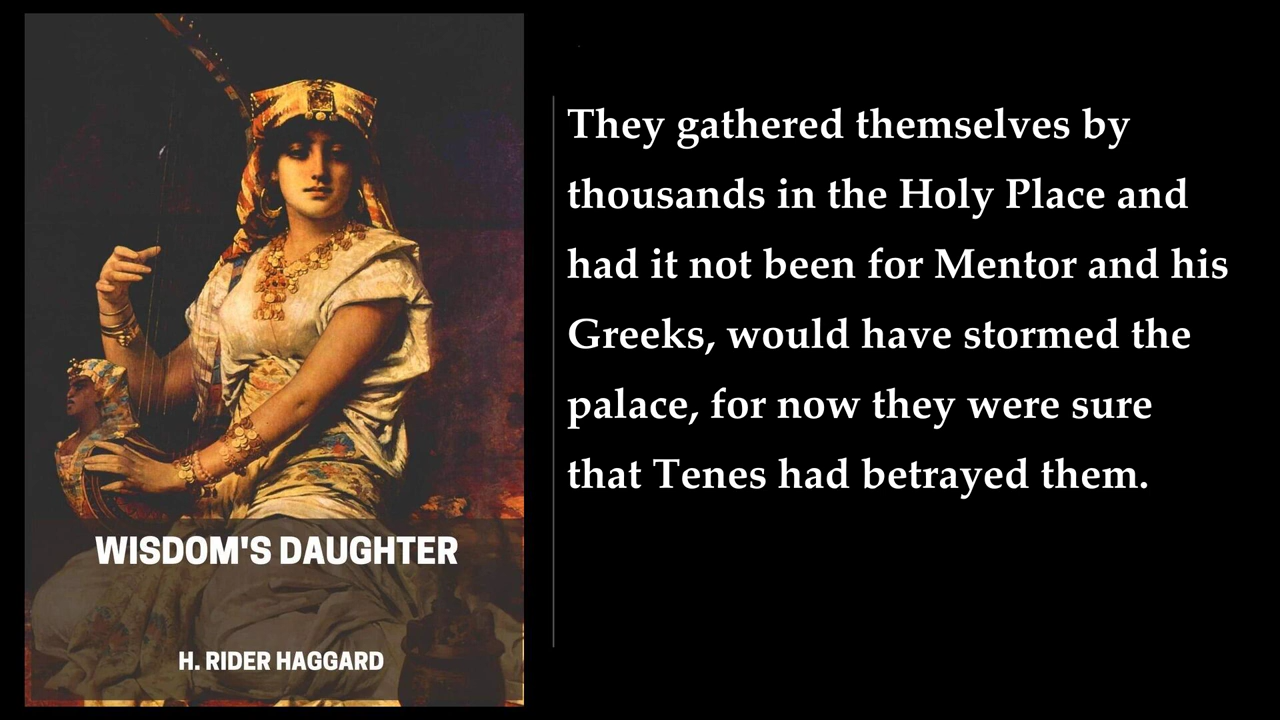 WISDOM'S DAUGHTER
H. RIDER HAGGARD
They gathered themselves by
thousands in the Holy Place and
had it not been for Mentor and his
Greeks, would have stormed the
palace, for now they were sure
that Tenes had betrayed them.